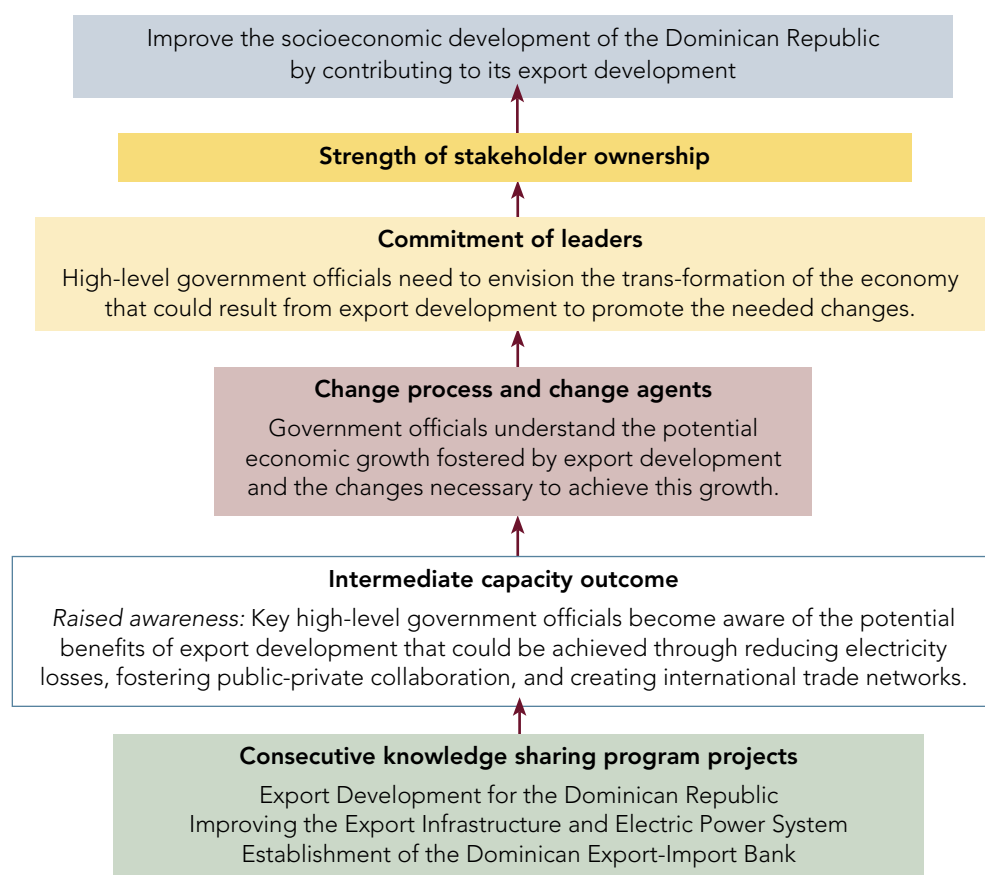 Improve the socioeconomic development of the Dominican Republic
by contributing to its export development
Strength of stakeholder ownership
Commitment of leaders
High-level government officials need to envision the trans-formation of the economy
that could result from export development to promote the needed changes.
Change process and change agents
Government officials understand the potential
economic growth fostered by export development
and the changes necessary to achieve this growth.
Intermediate capacity outcome
Raised awareness: Key high-level government officials become aware of the potential
benefits of export development that could be achieved through reducing electricity
losses, fostering public-private collaboration, and creating international trade networks.
Consecutive knowledge sharing program projects
Export Development for the Dominican Republic
Improving the Export Infrastructure and Electric Power System
Establishment of the Dominican Export-Import Bank